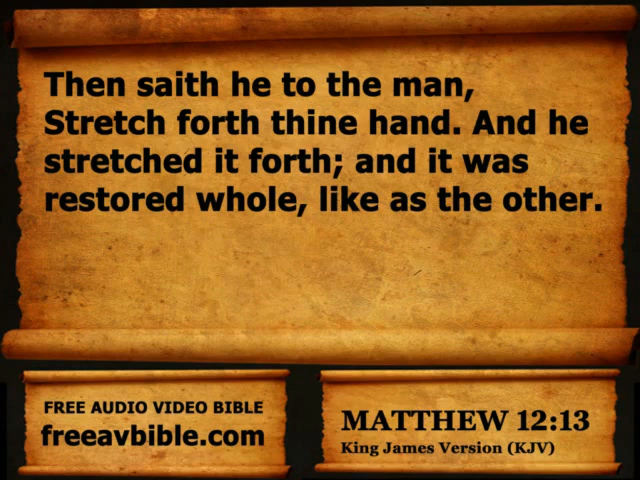 Then saith he to the man,
Stretch forth thine hand. And he
stretched it forth; and it was
restored whole, like as the other.
FREE AUDIO VIDEO BIBLE
freeavbible.com
MATTHEW 12:13
King James Version (KJV)